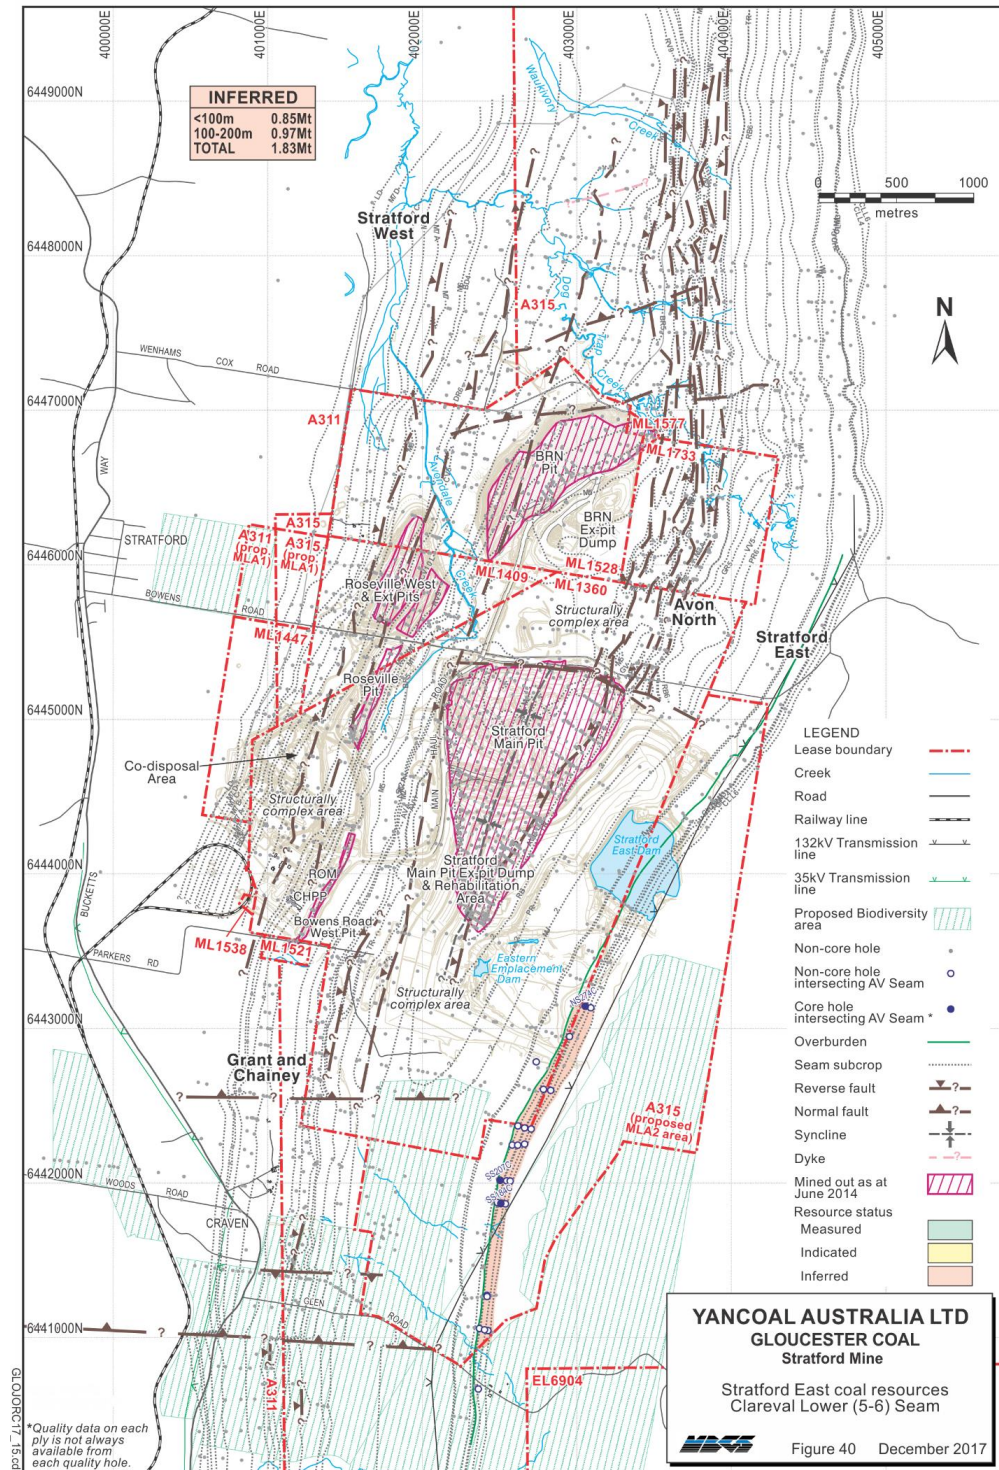 400000E
401000E
402000E
403000E
404000E
405000E
6449000N
6448000N
6447000N
6446000N
6445000N
6444000N
6443000N
6442000N
6441000N
INFERRED
<100m 0.85Mt
100-200m 0.97Mt
TOTAL 1.83Mt
Waukivory
Creek
0 500 1000
metres
Stratford
West
A315
Dog
Trap
Creek
N
WENHAMS COX ROAD
A311
ML1577
ML1733
BRN
Pit
Avondale
Creek
WAY
BRN
Ex-pit
Dump
STRATFORD
A311
(prop
MLA1)
A315
A315
(prop
MLA1)
Roseville West
& Ext Pits
ML1409
ML1528
ML1360
Structurally
complex area
Avon
North
Stratford
East
BOWENS ROAD
ML1447
Roseville
Pit
MAIN HAUL ROAD
Stratford
Main Pit
Co-disposal
Area
Structurally
complex area
Stratford
East Dam
ROM
CHPP
Stratford
Main Pit Ex-pit Dump
& Rehabilitation
Area
Bowens Road
West Pit
BUCKETTS
PARKERS RD
ML1538
ML1521
Eastern
Emplacement
Dam
Structurally
complex area
NS274C
Grant and
Chainey
A315
(proposed
MLA2 area)
SS207C
WOODS ROAD
CRAVEN
GLEN ROAD
A311
EL6904
LEGEND
Lease boundary
Creek
Road
Railway line
132kV Transmission
line
35kV Transmission
line
Proposed Biodiversity
area
Non-core hole
Non-core hole
intersecting AV Seam
Core hole
intersecting AV Seam *
Overburden
Seam subcrop
Reverse fault
Normal fault
Syncline
Dyke
Mined out as at
June 2014
Resource status
Measured
Indicated
Inferred
*Quality data on each
ply is not always
available from
each quality hole.
GLOJORC17_15.cdr
YANCOAL AUSTRALIA LTD
GLOUCESTER COAL
Stratford Mine
Stratford East coal resources
Clareval Lower (5-6) Seam
Figure 40 December 2017